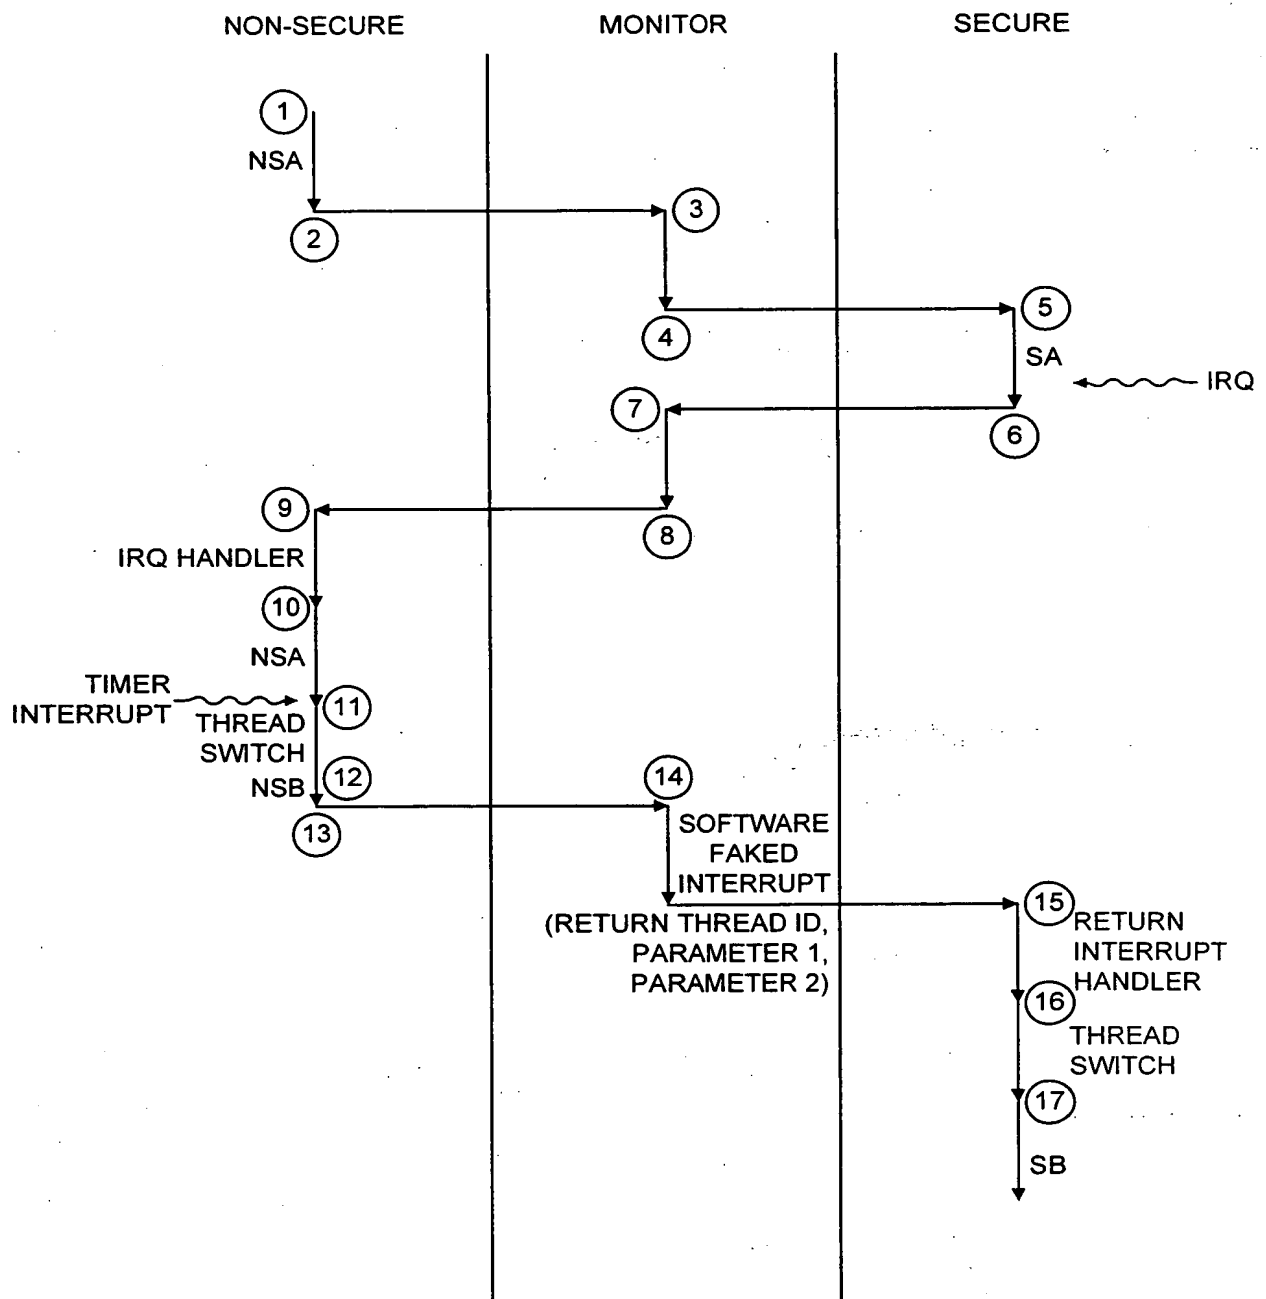 NON-SECURE
MONITOR
SECURE
1
NSA
2
3
4
5
SA
IRQ
6
7
8
9
IRQ HANDLER
10
NSA
TIMER
INTERRUPT
11
THREAD
SWITCH
NSB
12
13
14
SOFTWARE
FAKED
INTERRUPT
(RETURN THREAD ID,
PARAMETER 1,
PARAMETER 2)
15
RETURN
INTERRUPT
HANDLER
16
THREAD
SWITCH
17
SB